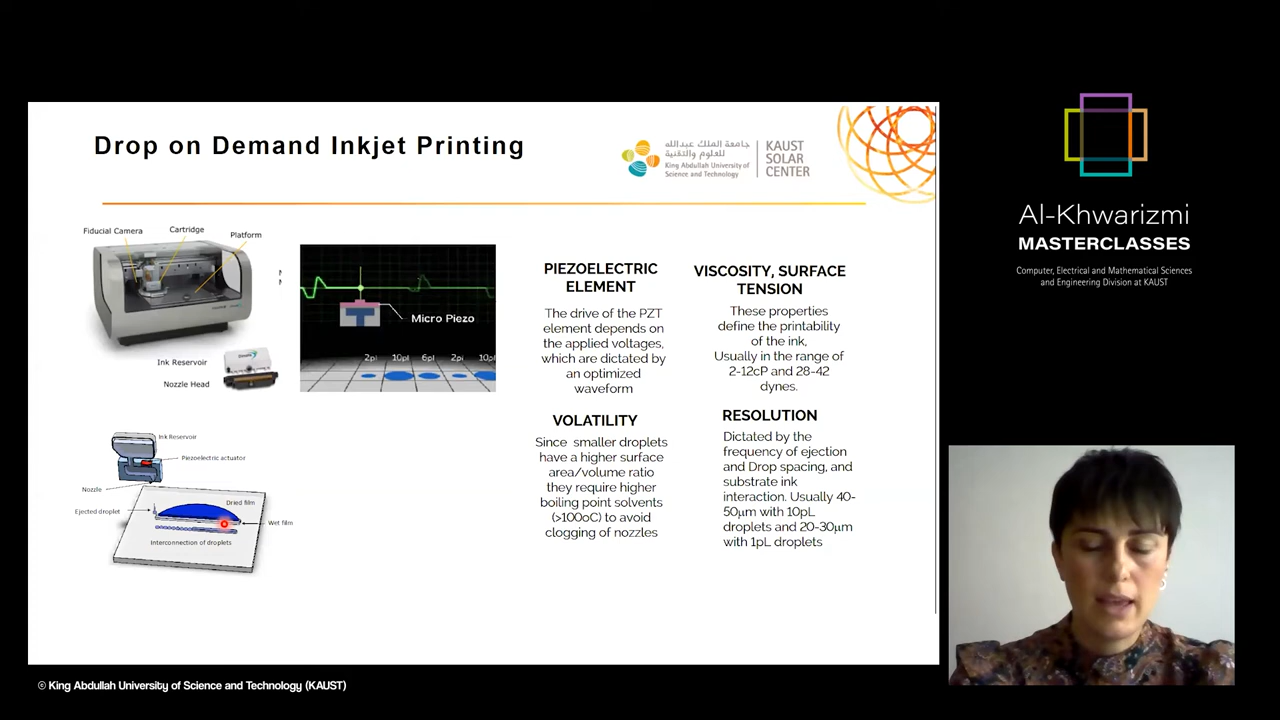 Drop on Demand Inkjet Printing
جامعة الملك عبدالله
للعلوم والتقنية
King Abdullah University of
Science and Technology
KAUST
SOLAR
CENTER
Fiducial Camera
Cartridge
Platform
Ink Reservoir
Nozzle Head
Micro Piezo
2pl 10pl 6pl 2pl 10pl
Ink Reservoir
Piezoelectric actuator
Nozzle
Ejected droplet
Dried film
Wet film
Interconnection of droplets
PIEZOELECTRIC
ELEMENT
The drive of the PZT
element depends on
the applied voltages,
which are dictated by
an optimized
waveform
VISCOSITY, SURFACE
TENSION
These properties
define the printability
of the ink,
Usually in the range of
2-12cP and 28-42
dynes.
VOLATILITY
Since smaller droplets
have a higher surface
area/volume ratio
they require higher
boiling point solvents
(>100oC) to avoid
clogging of nozzles
RESOLUTION
Dictated by the
frequency of ejection
and Drop spacing, and
substrate ink
interaction. Usually 40-
50µm with 10pL
droplets and 20-30µm
with 1pL droplets
Al-Khwarizmi
MASTERCLASSES
Computer, Electrical and Mathematical Sciences
and Engineering Division at KAUST
© King Abdullah University of Science and Technology (KAUST)